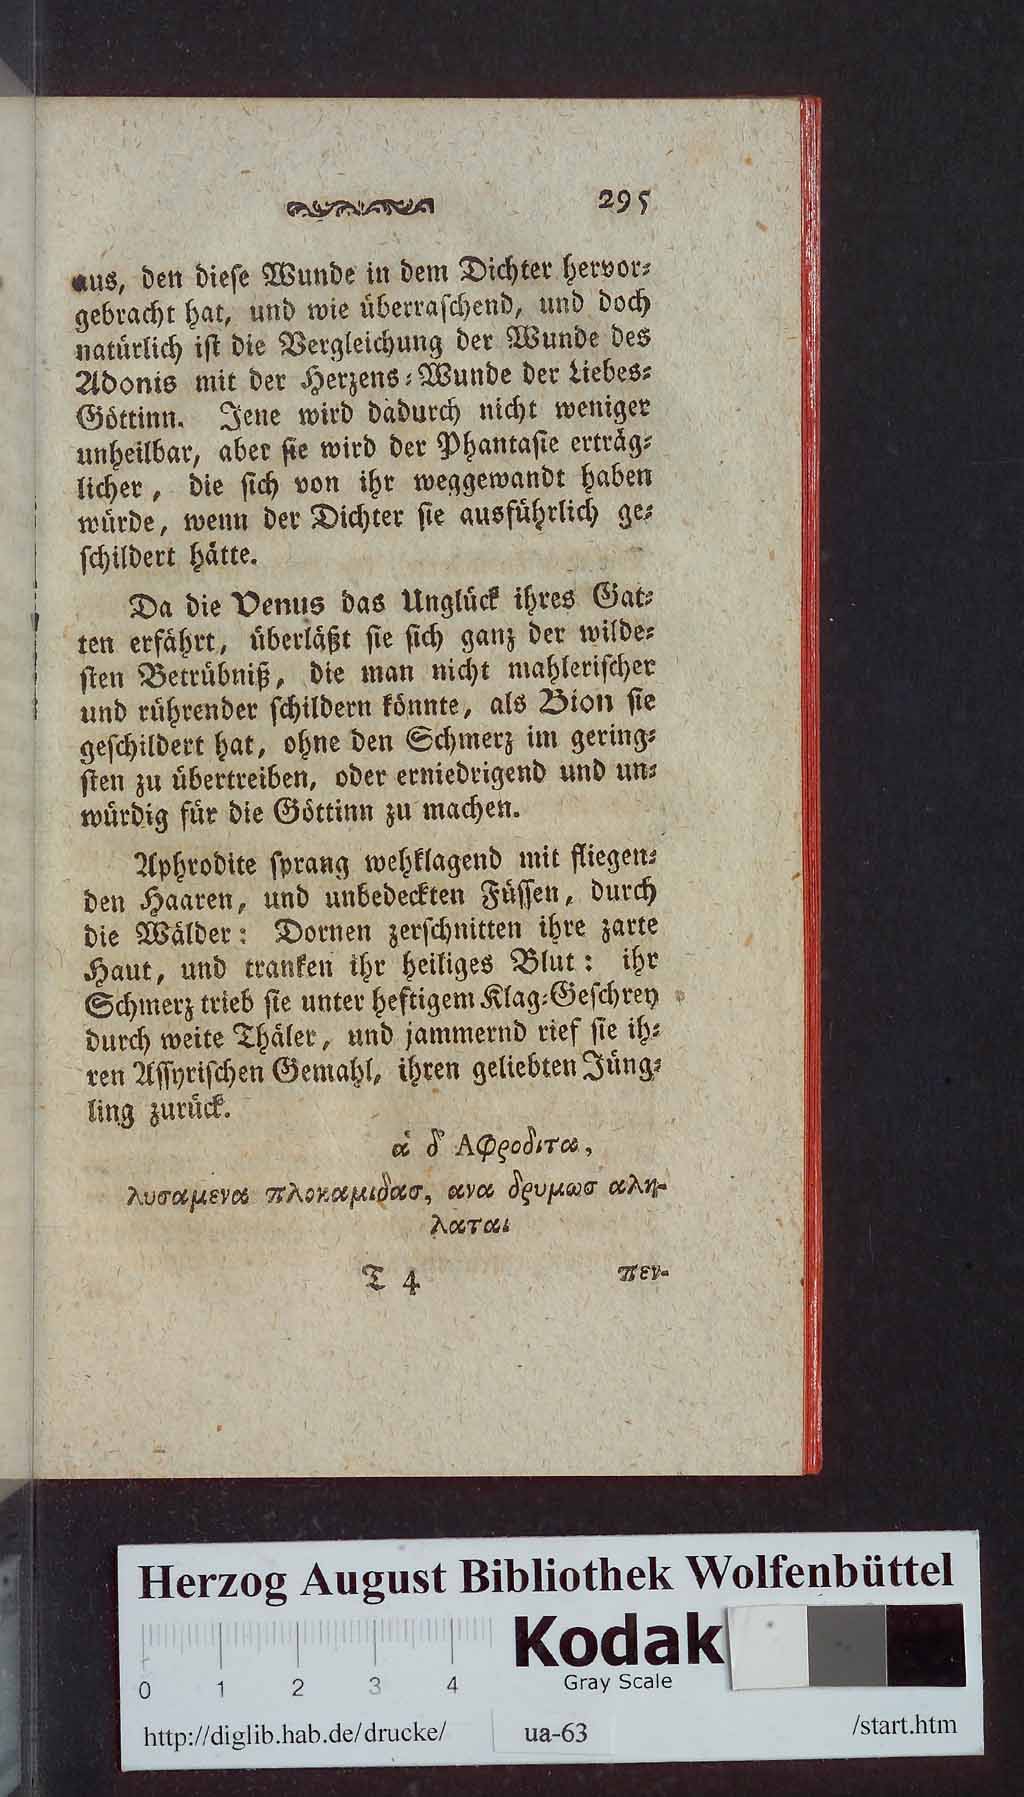 295
aus, den dieſe Wunde in dem Dichter hervor⸗
gebracht hat, und wie überraſchend, und doch
natürlich iſt die Vergleichung der Wunde des
Adonis mit der Herzens⸗Wunde der Liebes⸗
Göttinn. Jene wird dadurch nicht weniger
unheilbar, aber ſie wird der Phantaſie erträg⸗
licher, die ſich von ihr weggewandt haben
würde, wenn der Dichter ſie ausführlich ge⸗
ſchildert hätte.
Da die Venus das Unglück ihres Gat⸗
ten erfährt, überläßt ſie ſich ganz der wilde⸗
ſten Betrübniß, die man nicht mahleriſcher
und rührender ſchildern könnte, als Bion ſie
geſchildert hat, ohne den Schmerz im gering⸗
ſten zu übertreiben, oder erniedrigend und un⸗
würdig für die Göttinn zu machen.
Aphrodite ſprang wehklagend mit fliegen⸗
den Haaren, und unbedeckten Füſſen, durch
die Wälder: Dornen zerſchnitten ihre zarte
Haut, und tranken ihr heiliges Blut: ihr
Schmerz trieb ſie unter heftigem Klag⸗Geſchrey
durch weite Thäler, und jammernd rief ſie ih⸗
ren Aſſyriſchen Gemahl, ihren geliebten Jüng⸗
ling zurück.
ἁ δ' Αφροδιτα,
λυσαμενα πλοκαμιδασ, ανα δρυμωσ αλη-
λαται
T 4 πεν-
Herzog August Bibliothek Wolfenbüttel
Kodak
Gray Scale
0 1 2 3 4
http://diglib.hab.de/drucke/ ua-63 /start.htm